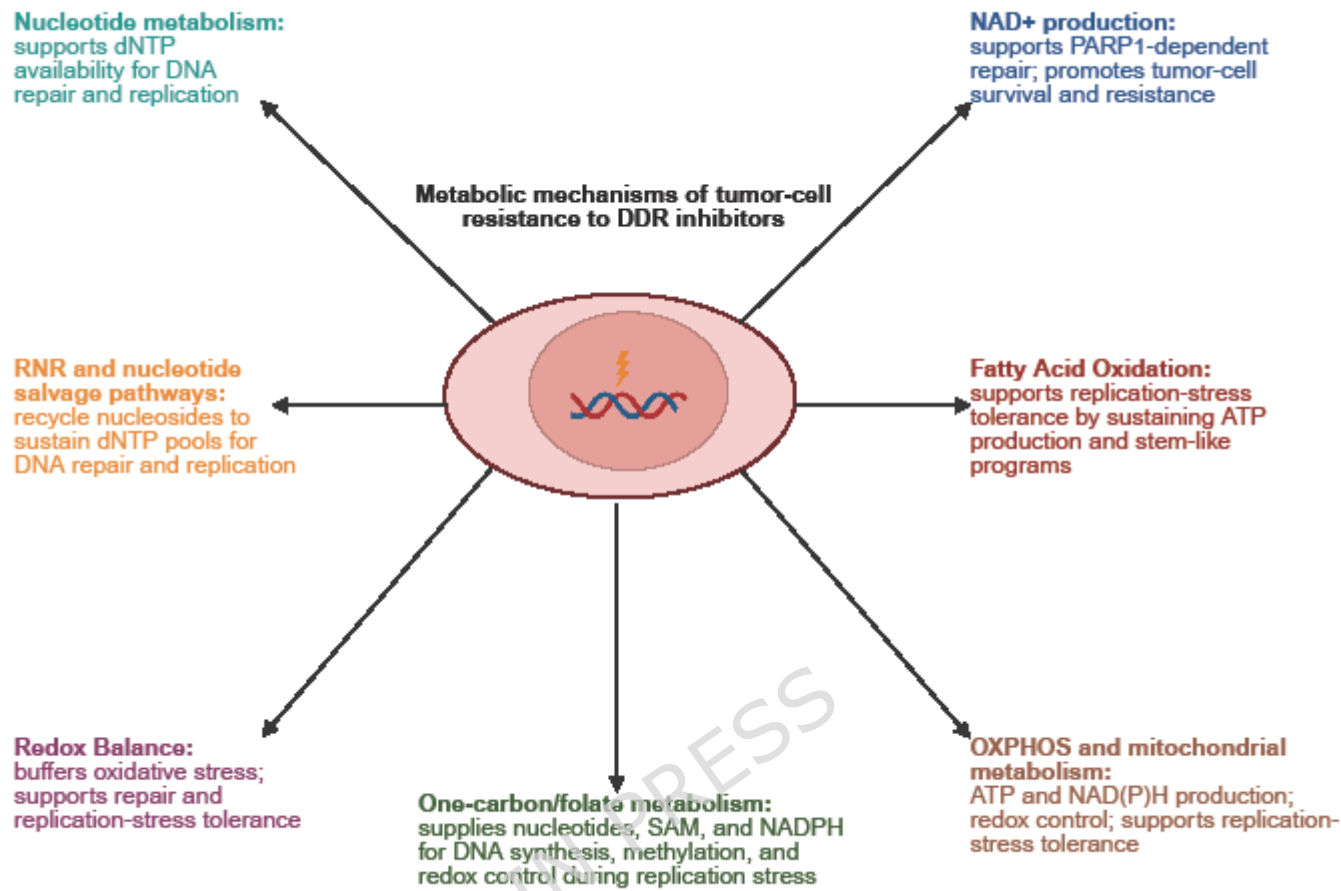 Nucleotide metabolism:
supports dNTP
availability for DNA
repair and replication
NAD+ production:
supports PARP1-dependent
repair; promotes tumor-cell
survival and resistance
Metabolic mechanisms of tumor-cell
resistance to DDR inhibitors
RNR and nucleotide
salvage pathways:
recycle nucleosides to
sustain dNTP pools for
DNA repair and replication
Fatty Acid Oxidation:
supports replication-stress
tolerance by sustaining ATP
production and stem-like
programs
Redox Balance:
buffers oxidative stress;
supports repair and
replication-stress tolerance
One-carbon/folate metabolism:
supplies nucleotides, SAM, and NADPH
for DNA synthesis, methylation, and
redox control during replication stress
OXPHOS and mitochondrial
metabolism:
ATP and NAD(P)H production;
redox control; supports replication-
stress tolerance
IN PRESS